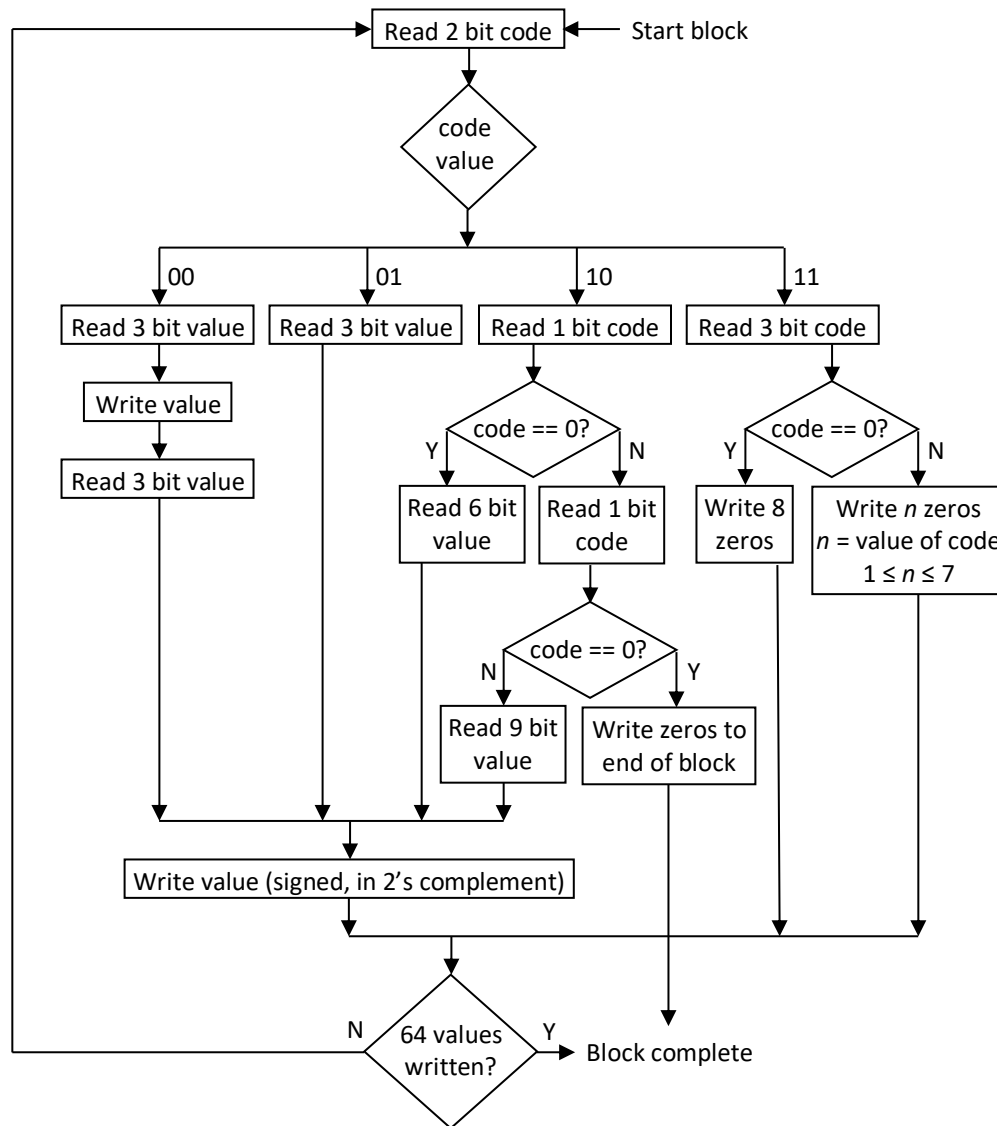 Read 2 bit code
Start block
code
value
00
01
10
11
Read 3 bit value
Read 3 bit value
Read 1 bit code
Read 3 bit code
Write value
code == 0?
code == 0?
Y
N
Y
N
Read 3 bit value
Read 6 bit
value
Read 1 bit
code
Write 8
zeros
Write n zeros
n = value of code
1 ≤ n ≤ 7
code == 0?
N
Y
Read 9 bit
value
Write zeros to
end of block
Write value (signed, in 2’s complement)
N
64 values
written?
Y
Block complete